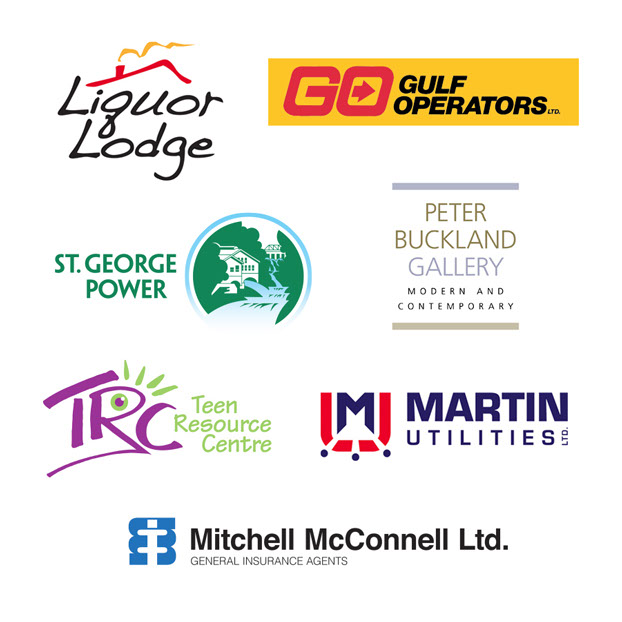 Liquor
Lodge
GO GULF
OPERATORS LTD.
ST. GEORGE
POWER
PETER
BUCKLAND
GALLERY
MODERN AND
CONTEMPORARY
TRC Teen
Resource
Centre
M MARTIN
UTILITIES LTD.
Mitchell McConnell Ltd.
GENERAL INSURANCE AGENTS